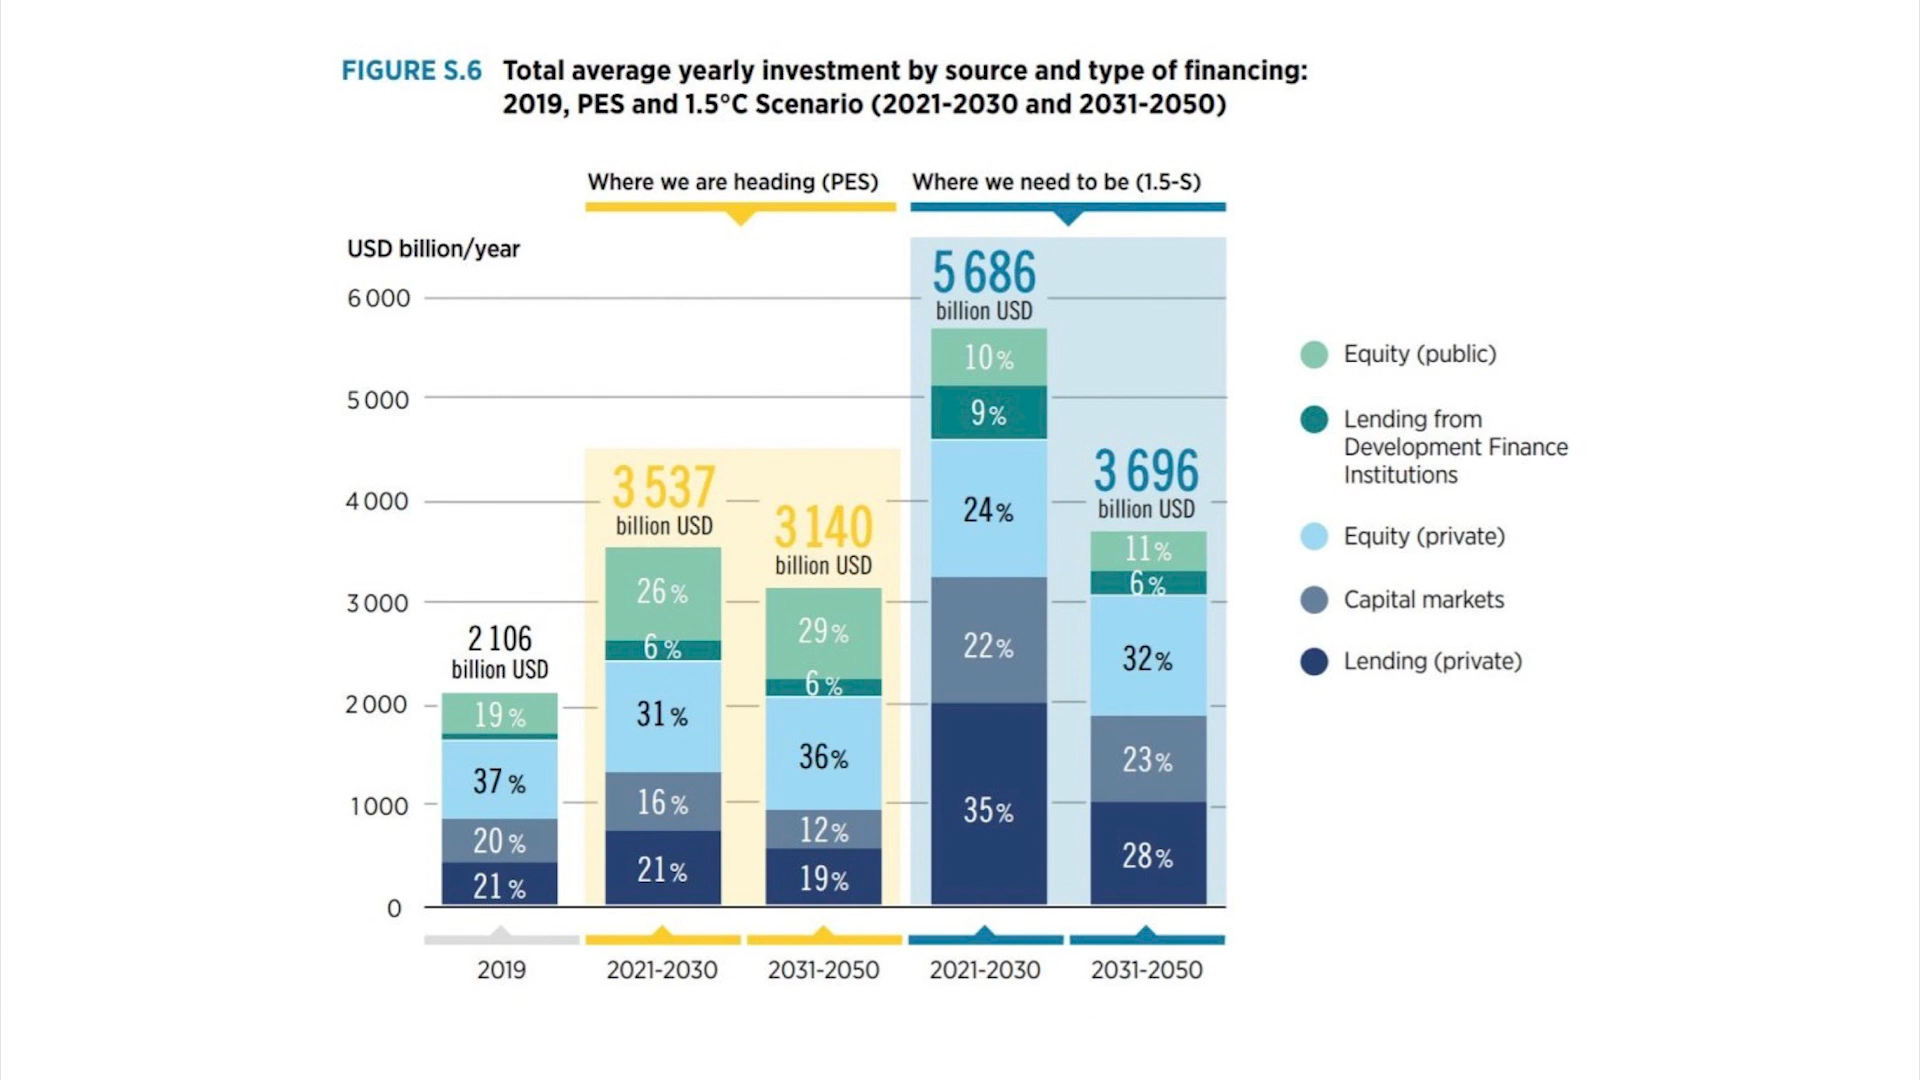 FIGURE S.6 Total average yearly investment by source and type of financing:
2019, PES and 1.5°C Scenario (2021-2030 and 2031-2050)
Where we are heading (PES)
Where we need to be (1.5-S)
USD billion/year
6 000
5 000
4 000
3 000
2 000
1 000
0
2 106
billion USD
19 %
37 %
20 %
21 %
3 537
billion USD
26 %
6 %
31 %
16 %
21 %
3 140
billion USD
29 %
6 %
36 %
12 %
19 %
5 686
billion USD
10 %
9 %
24 %
22 %
35 %
3 696
billion USD
11 %
6 %
32 %
23 %
28 %
2019
2021-2030
2031-2050
2021-2030
2031-2050
Equity (public)
Lending from
Development Finance
Institutions
Equity (private)
Capital markets
Lending (private)